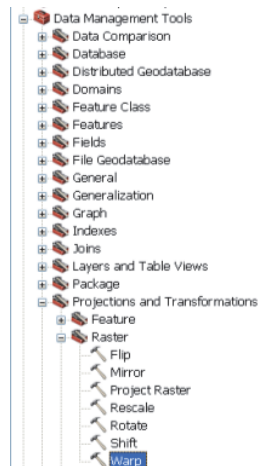 Data Management Tools
Data Comparison
Database
Distributed Geodatabase
Domains
Feature Class
Features
Fields
File Geodatabase
General
Generalization
Graph
Indexes
Joins
Layers and Table Views
Package
Projections and Transformations
Feature
Raster
Flip
Mirror
Project Raster
Rescale
Rotate
Shift
Warp